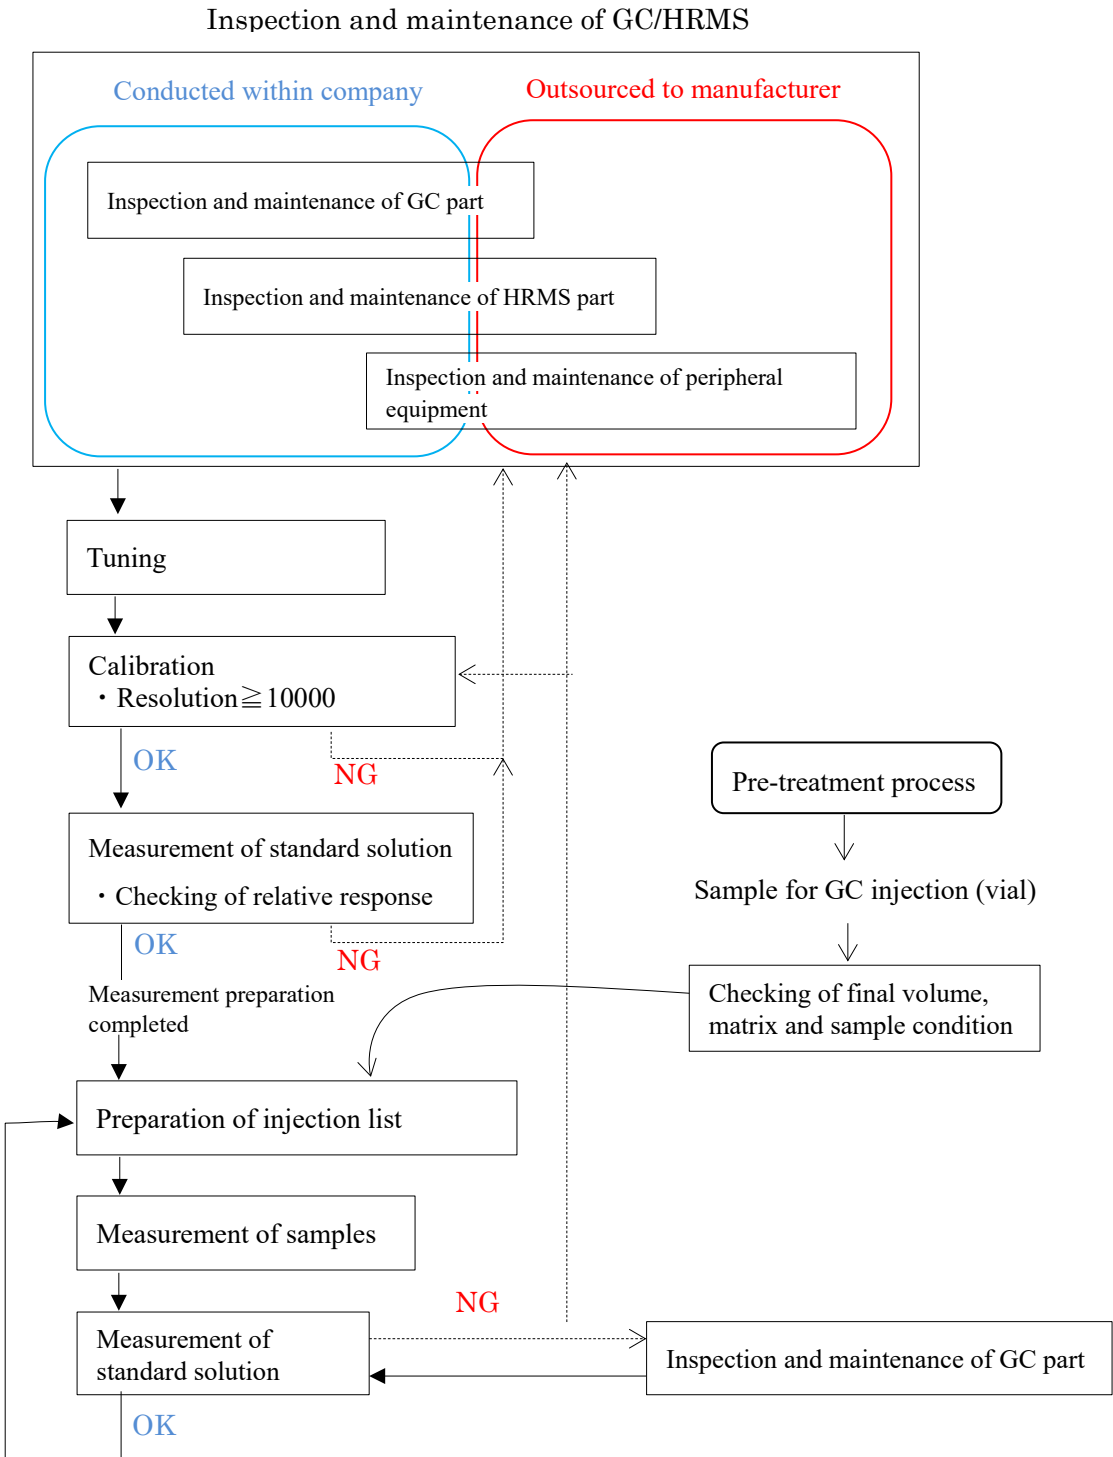 Inspection and maintenance of GC/HRMS
Conducted within company
Outsourced to manufacturer
Inspection and maintenance of GC part
Inspection and maintenance of HRMS part
Inspection and maintenance of peripheral
equipment
Tuning
Calibration
・Resolution≧10000
OK
NG
Pre-treatment process
Measurement of standard solution
・Checking of relative response
Sample for GC injection (vial)
OK
NG
Measurement preparation
completed
Checking of final volume,
matrix and sample condition
Preparation of injection list
Measurement of samples
NG
Measurement of
standard solution
Inspection and maintenance of GC part
OK